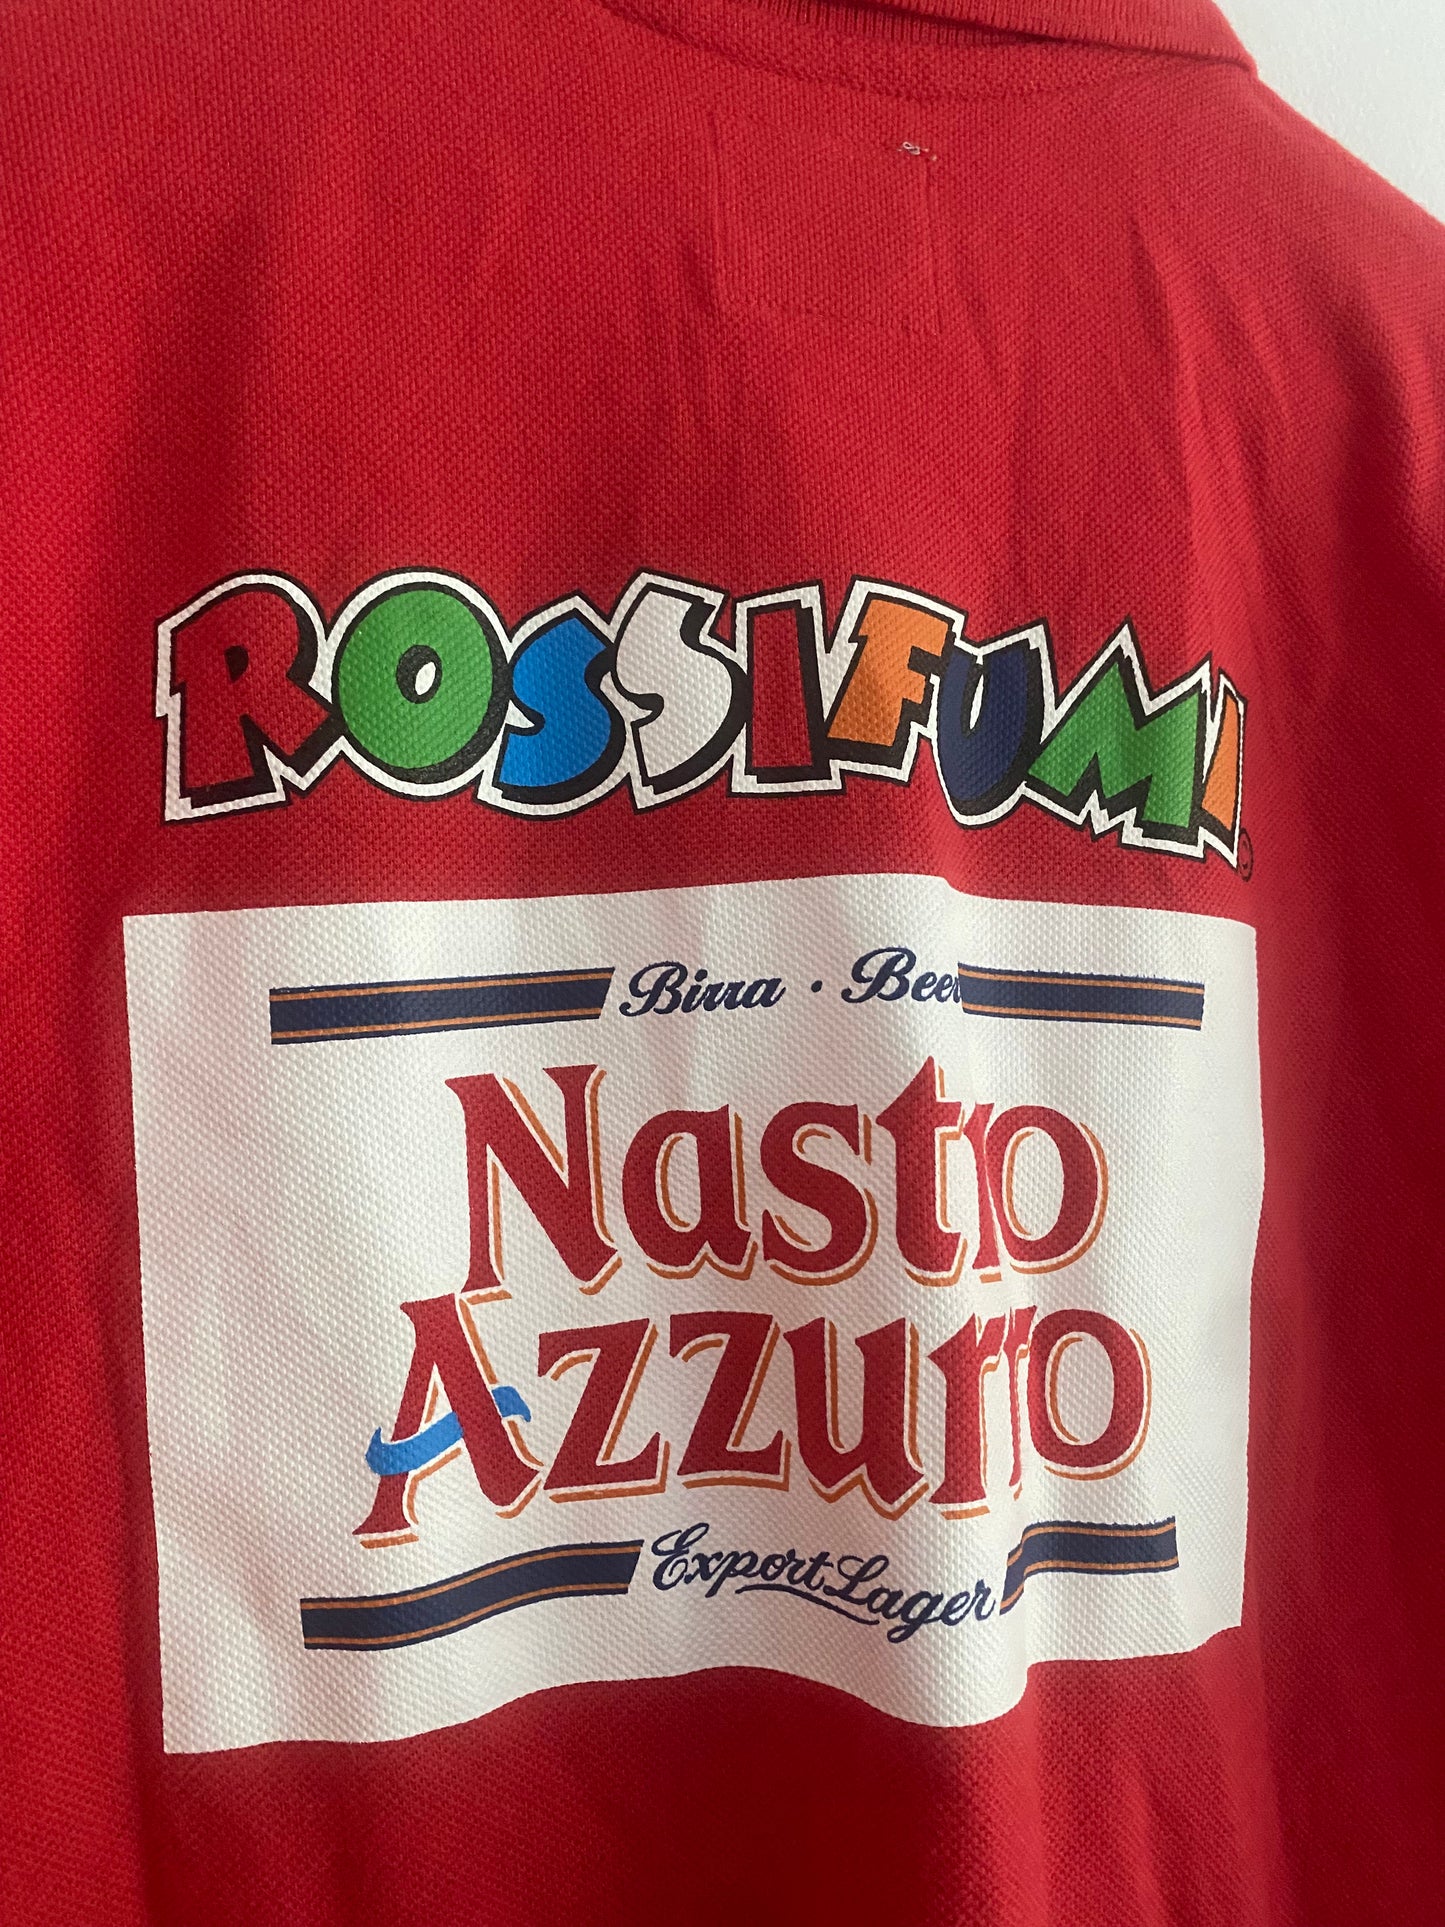 ROSSIFUMI
Birra · Beer
Nastro
Azzurro
Export Lager